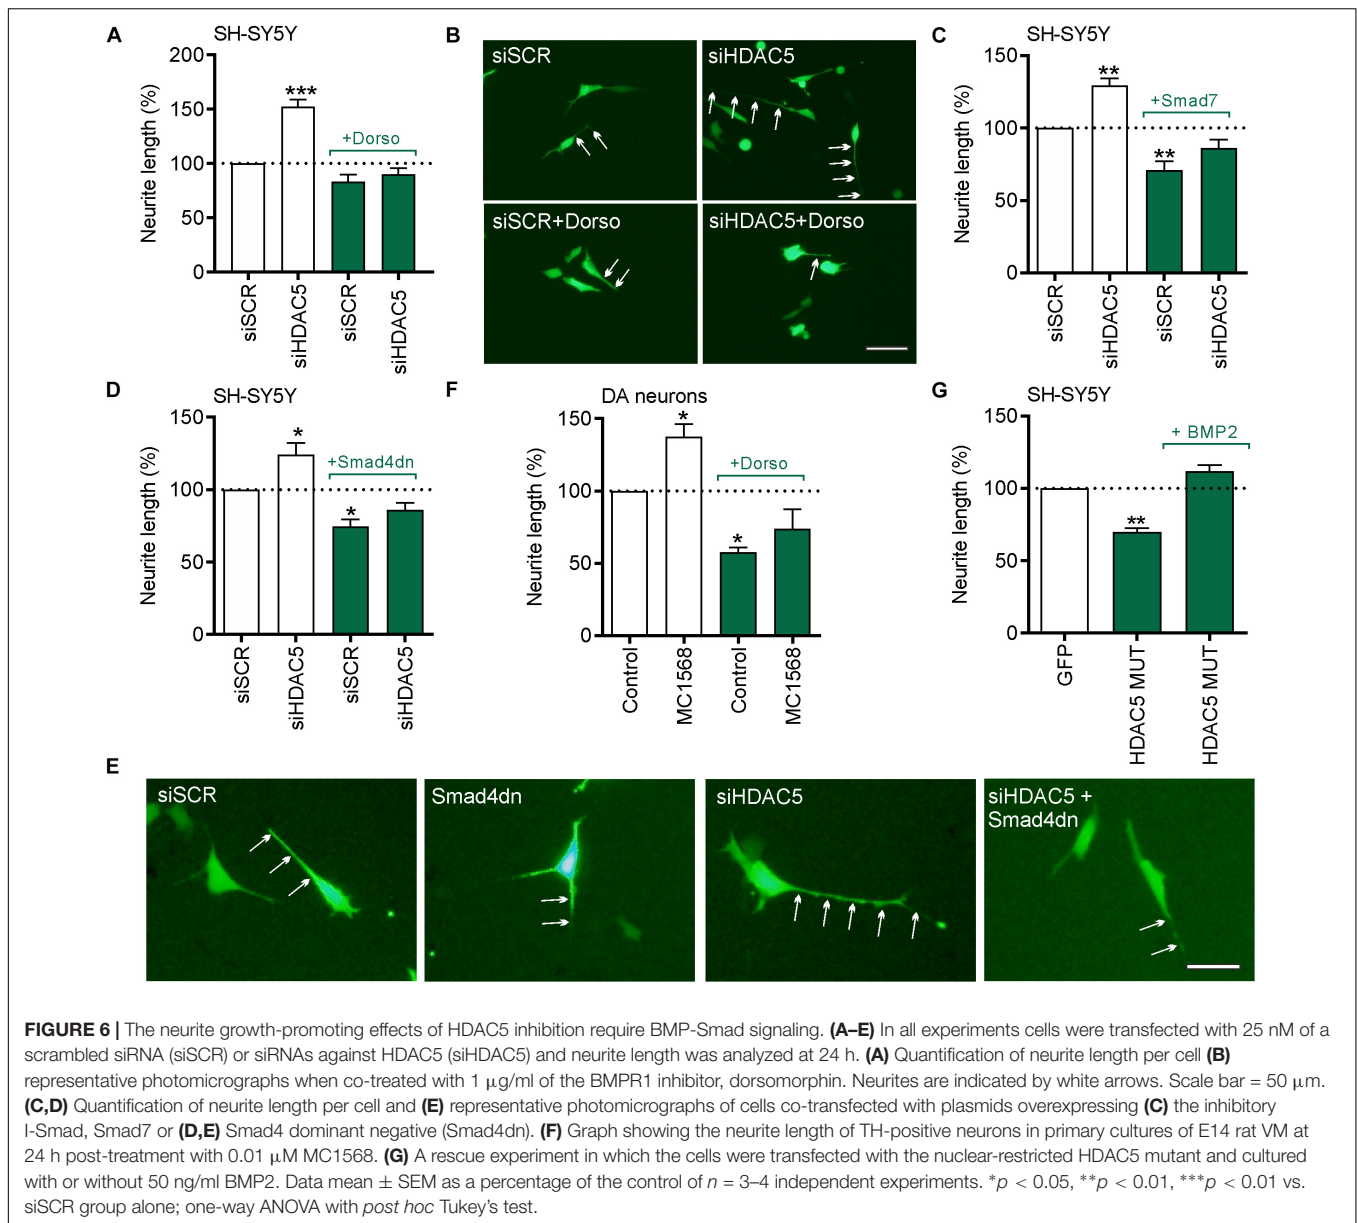 A
SH-SY5Y
Neurite length (%)
200
150
100
50
0
***
+Dorso
siSCR
siHDAC5
siSCR
siHDAC5
B
siSCR
siHDAC5
siSCR+Dorso
siHDAC5+Dorso
C
SH-SY5Y
Neurite length (%)
150
100
50
0
**
+Smad7
**
siSCR
siHDAC5
siSCR
siHDAC5
D
SH-SY5Y
Neurite length (%)
150
100
50
0
*
+Smad4dn
*
siSCR
siHDAC5
siSCR
siHDAC5
F
DA neurons
Neurite length (%)
150
100
50
0
*
+Dorso
*
Control
MC1568
Control
MC1568
G
SH-SY5Y
Neurite length (%)
150
100
50
0
+ BMP2
**
GFP
HDAC5 MUT
HDAC5 MUT
E
siSCR
Smad4dn
siHDAC5
siHDAC5 +
Smad4dn
FIGURE 6 | The neurite growth-promoting effects of HDAC5 inhibition require BMP-Smad signaling. (A–E) In all experiments cells were transfected with 25 nM of a
scrambled siRNA (siSCR) or siRNAs against HDAC5 (siHDAC5) and neurite length was analyzed at 24 h. (A) Quantification of neurite length per cell (B)
representative photomicrographs when co-treated with 1 μg/ml of the BMPR1 inhibitor, dorsomorphin. Neurites are indicated by white arrows. Scale bar = 50 μm.
(C,D) Quantification of neurite length per cell and (E) representative photomicrographs of cells co-transfected with plasmids overexpressing (C) the inhibitory
I-Smad, Smad7 or (D,E) Smad4 dominant negative (Smad4dn). (F) Graph showing the neurite length of TH-positive neurons in primary cultures of E14 rat VM at
24 h post-treatment with 0.01 μM MC1568. (G) A rescue experiment in which the cells were transfected with the nuclear-restricted HDAC5 mutant and cultured
with or without 50 ng/ml BMP2. Data mean ± SEM as a percentage of the control of n = 3–4 independent experiments. *p < 0.05, **p < 0.01, ***p < 0.01 vs.
siSCR group alone; one-way ANOVA with post hoc Tukey's test.